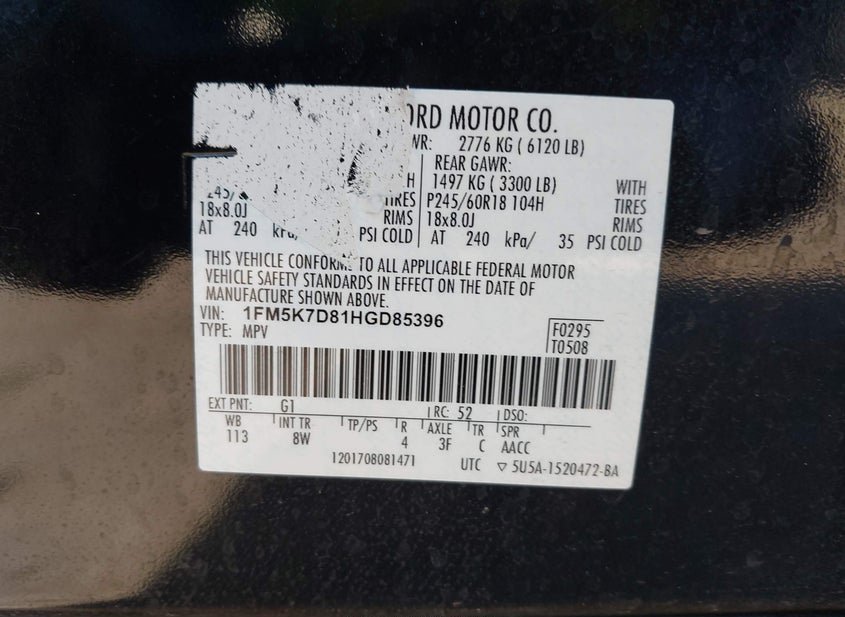 ORD MOTOR CO.
WR: 2776 KG ( 6120 LB)
REAR GAWR:
H 1497 KG ( 3300 LB) WITH
TIRES P245/60R18 104H TIRES
18x8.0J RIMS 18x8.0J RIMS
AT 240 kPa/ PSI COLD AT 240 kPa/ 35 PSI COLD
THIS VEHICLE CONFORMS TO ALL APPLICABLE FEDERAL MOTOR
VEHICLE SAFETY STANDARDS IN EFFECT ON THE DATE OF
MANUFACTURE SHOWN ABOVE.
VIN: 1FM5K7D81HGD85396
TYPE: MPV
F0295
T0508
EXT PNT: G1 RC: 52 DSO:
WB INT TR TP/PS R AXLE TR SPR
113 8W 4 3F C AACC
1201708081471 UTC ▽ 5U5A-1520472-BA